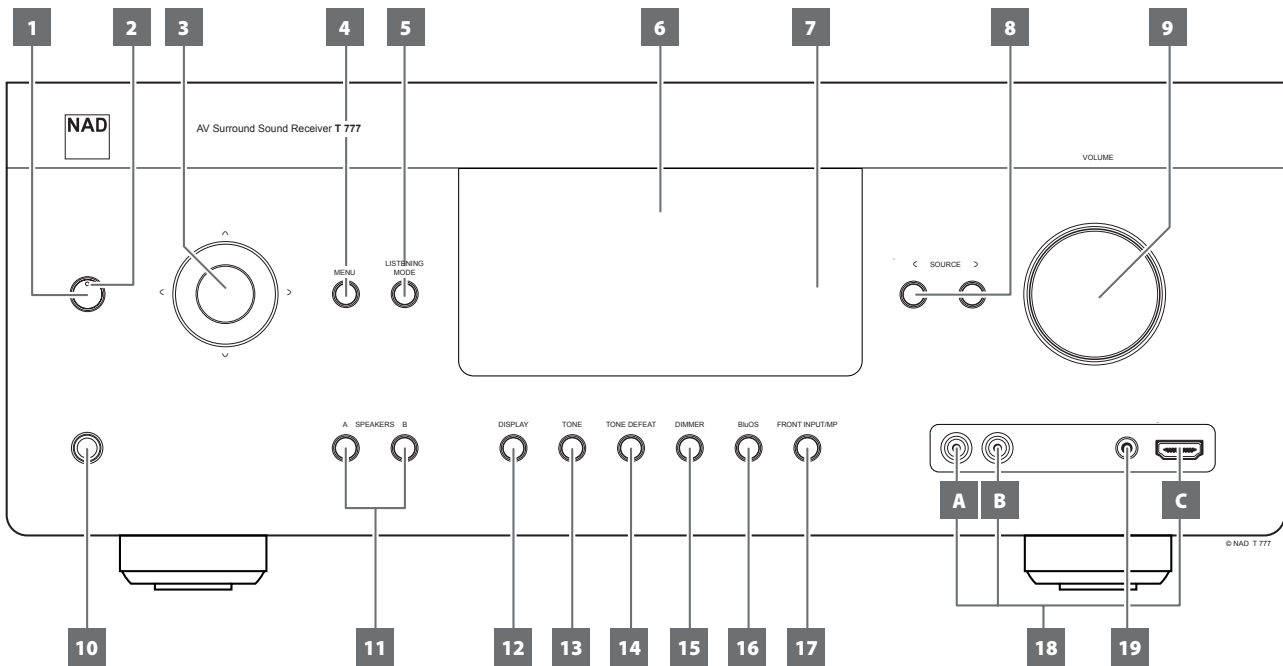 1 2 3 4 5 6 7 8 9
NAD
AV Surround Sound Receiver T 777
VOLUME
MENU
LISTENING
MODE
< SOURCE >
A SPEAKERS B
DISPLAY
TONE
TONE DEFEAT
DIMMER
BluOS
FRONT INPUT/MP
A B C
© NAD T 777
10 11 12 13 14 15 16 17 18 19